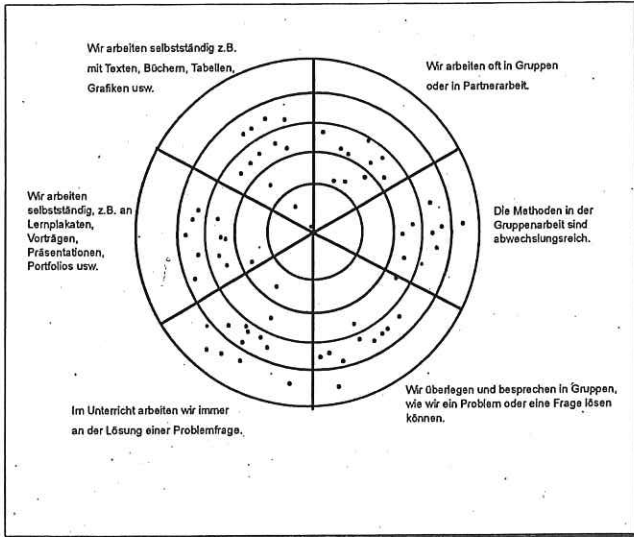 Wir arbeiten selbstständig z.B.
mit Texten, Büchern, Tabellen,
Grafiken usw.
Wir arbeiten oft in Gruppen
oder in Partnerarbeit.
Wir arbeiten
selbstständig, z.B. an
Lernplakaten,
Vorträgen,
Präsentationen,
Portfolios usw.
Die Methoden in der
Gruppenarbeit sind
abwechslungsreich.
Im Unterricht arbeiten wir immer
an der Lösung einer Problemfrage.
Wir überlegen und besprechen in Gruppen,
wie wir ein Problem oder eine Frage lösen
können.